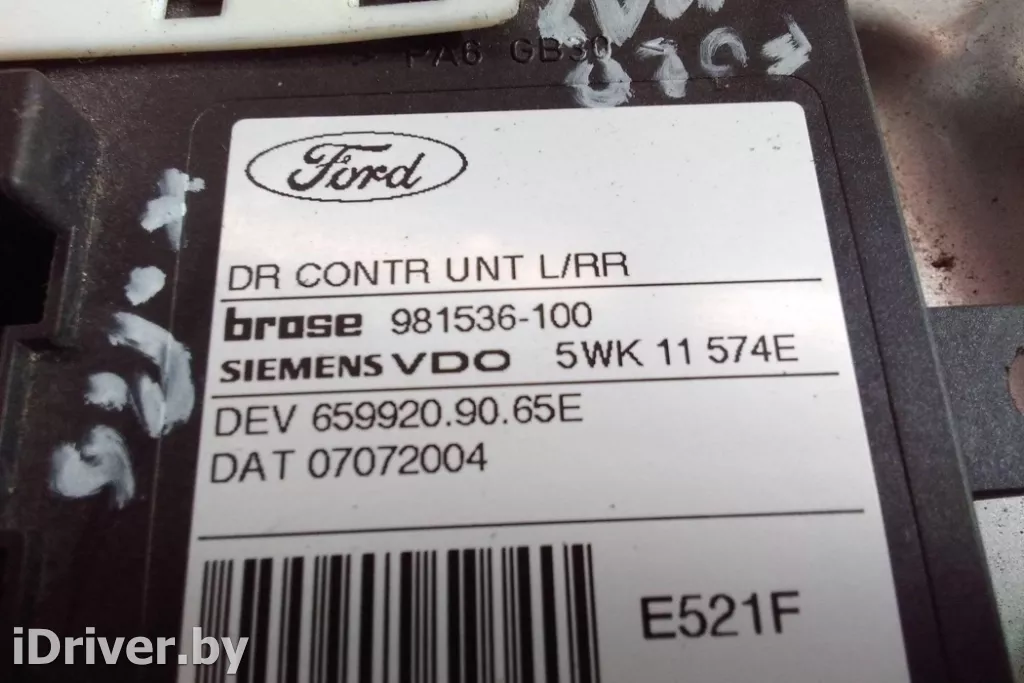 PA6 GB30
Ford
DR CONTR UNT L/RR
brose 981536-100
SIEMENS VDO 5WK 11 574E
DEV 659920.90.65E
DAT 07072004
E521F
iDriver.by